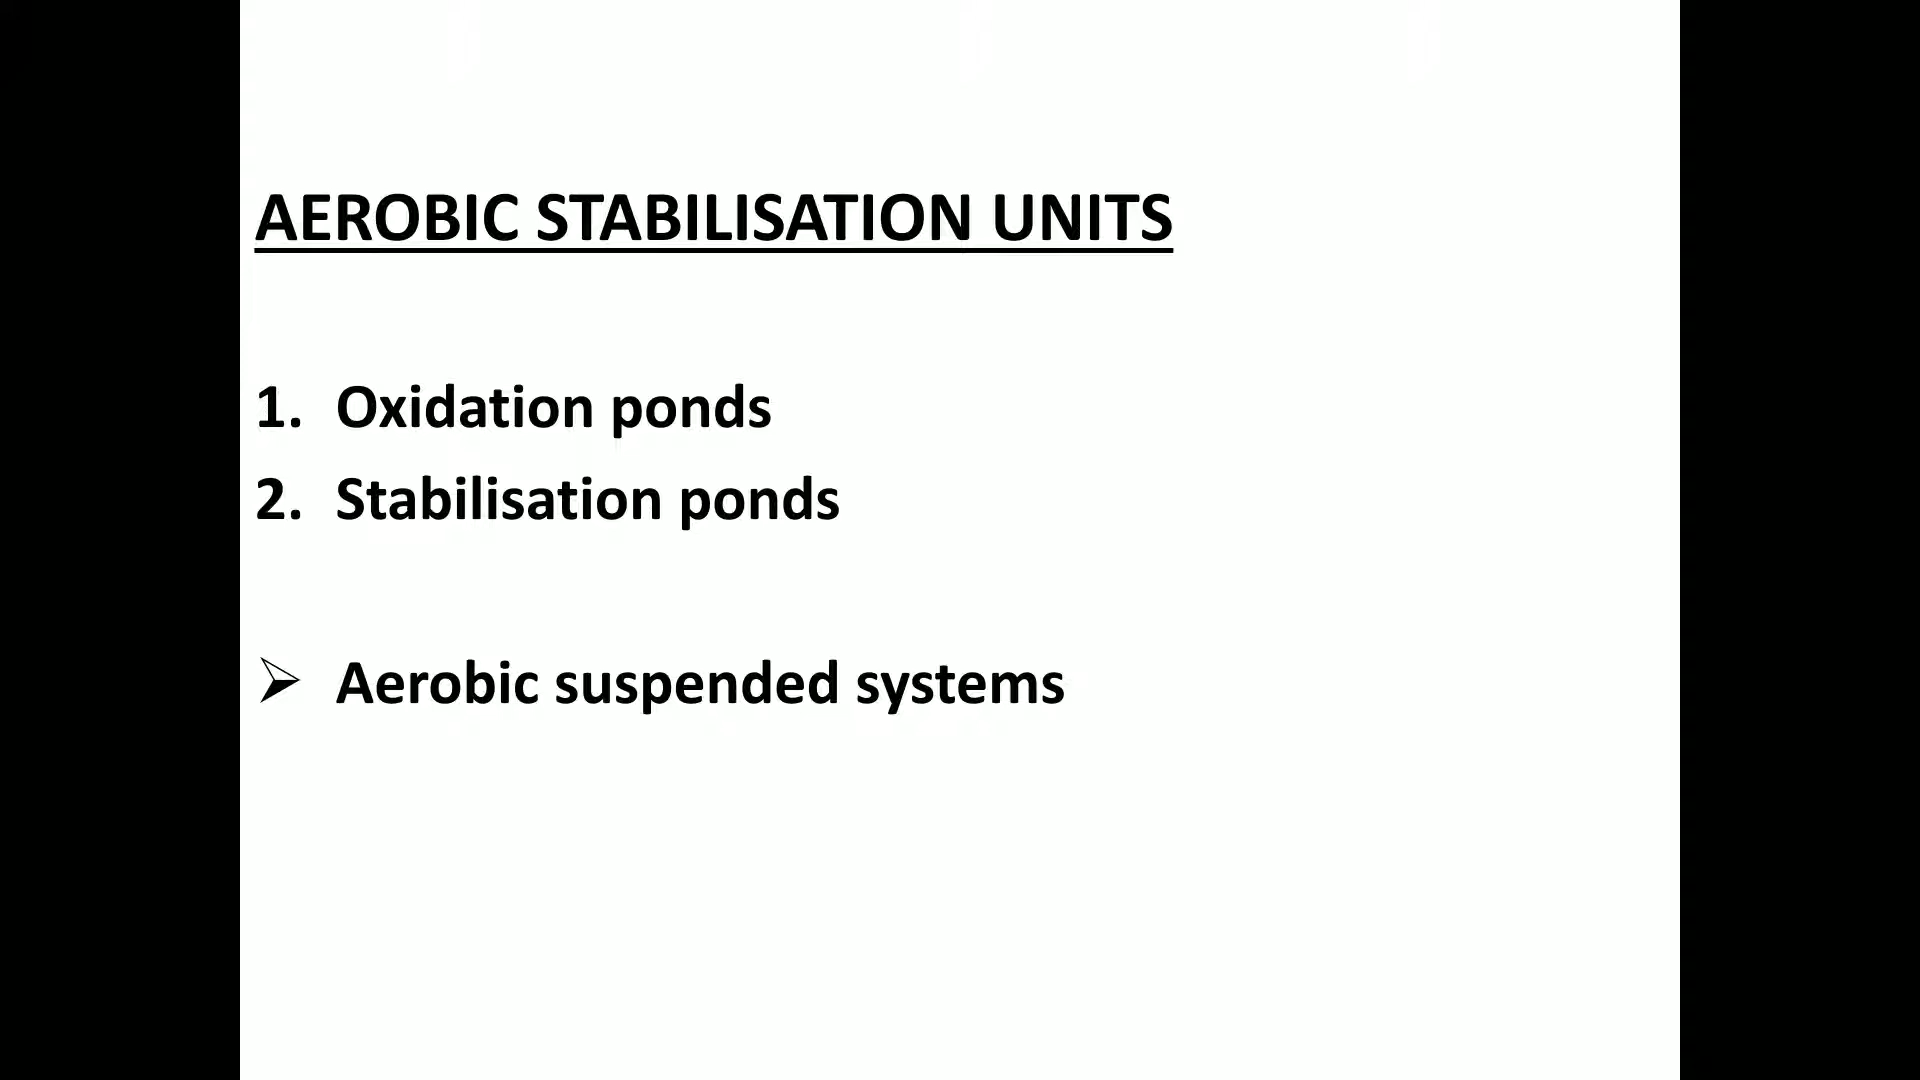 AEROBIC STABILISATION UNITS
1. Oxidation ponds
2. Stabilisation ponds
➢ Aerobic suspended systems